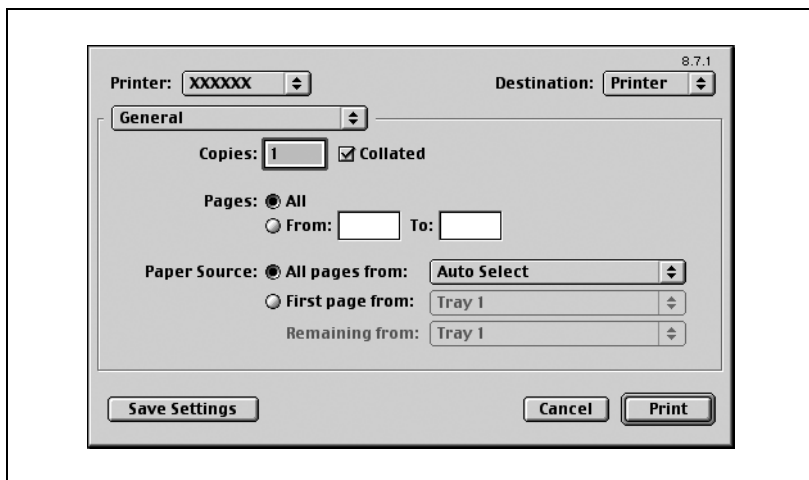 8.7.1
Printer: XXXXXX Destination: Printer
General
Copies: 1 Collated
Pages: All
From: To:
Paper Source: All pages from: Auto Select
First page from: Tray 1
Remaining from: Tray 1
Save Settings Cancel Print